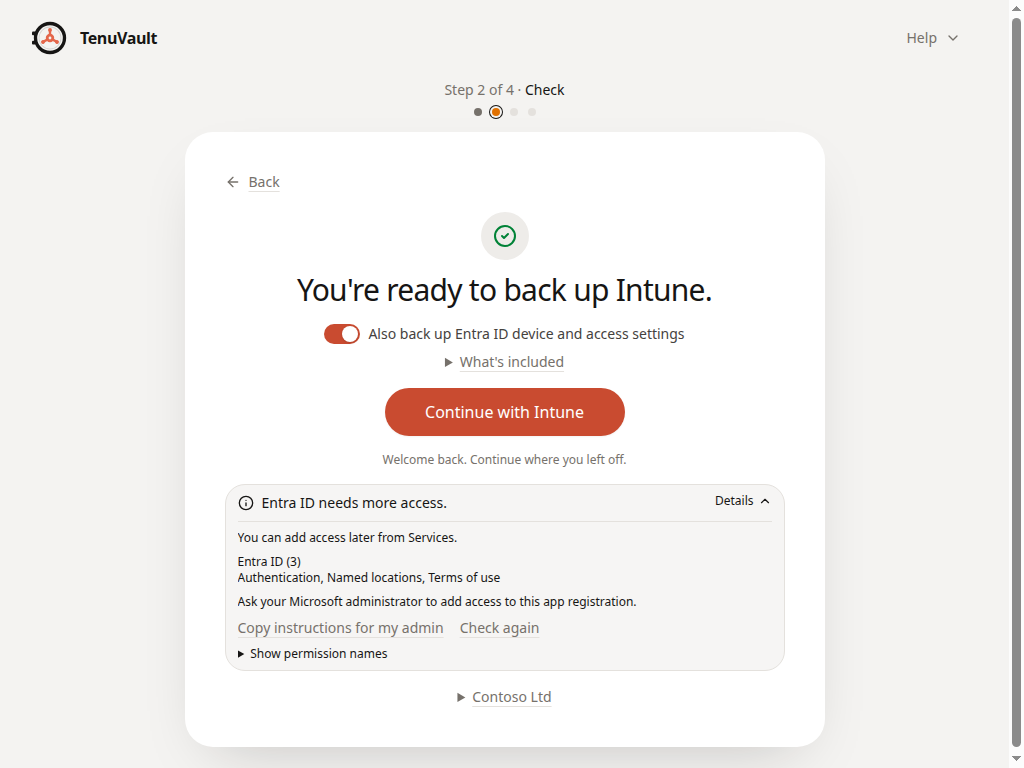 TenuVault
Help
Step 2 of 4 · Check
Back
You're ready to back up Intune.
Also back up Entra ID device and access settings
What's included
Continue with Intune
Welcome back. Continue where you left off.
Entra ID needs more access.
Details
You can add access later from Services.
Entra ID (3)
Authentication, Named locations, Terms of use
Ask your Microsoft administrator to add access to this app registration.
Copy instructions for my admin
Check again
Show permission names
Contoso Ltd